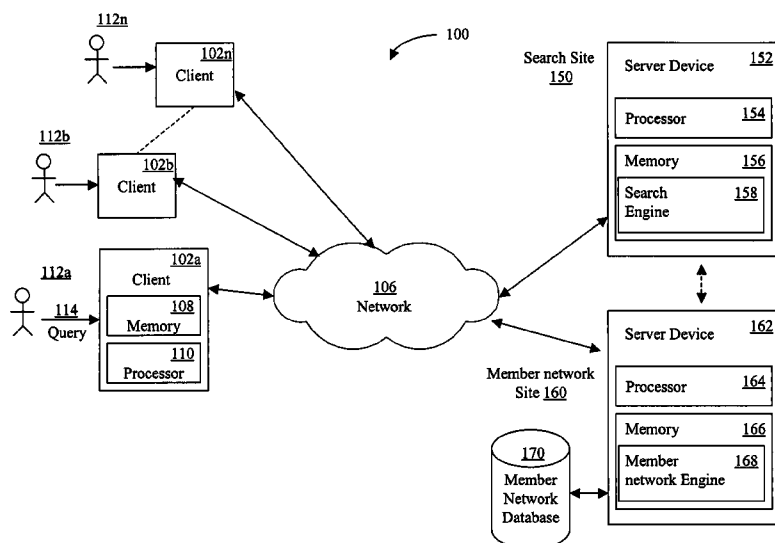 112n
102n
Client
100
112b
102b
Client
112a
114
Query
102a
Client
108
Memory
110
Processor
106
Network
Search Site
150
Server Device 152
Processor 154
Memory 156
Search
Engine 158
Member network
Site 160
Server Device 162
Processor 164
Memory 166
Member
network Engine 168
170
Member
Network
Database